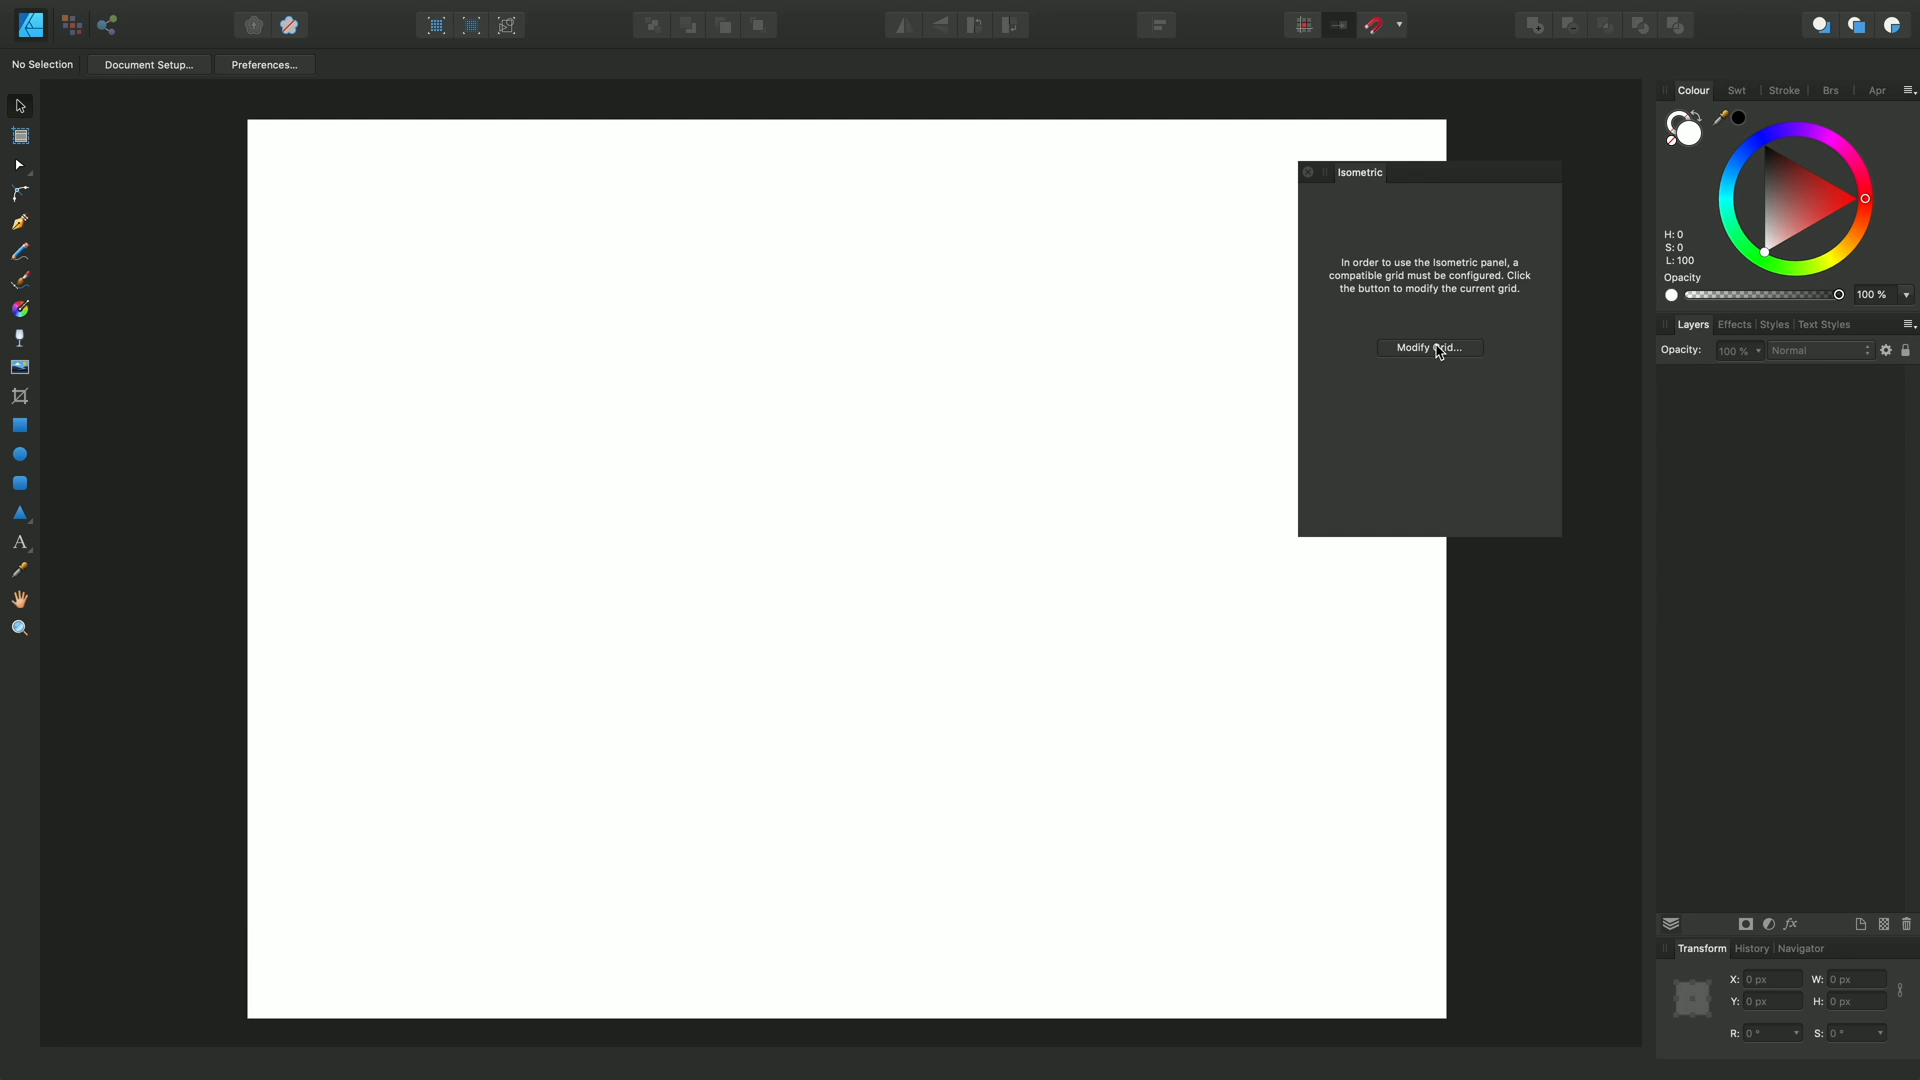 No Selection
Document Setup...
Preferences...
Colour
Swt
Stroke
Brs
Apr
H: 0
S: 0
L: 100
Opacity
100 %
Layers
Effects
Styles
Text Styles
Opacity:
100 %
Normal
Isometric
In order to use the Isometric panel, a
compatible grid must be configured. Click
the button to modify the current grid.
Modify Grid...
A
fx
Transform
History
Navigator
X: 0 px
W: 0 px
Y: 0 px
H: 0 px
R: 0 °
S: 0 °